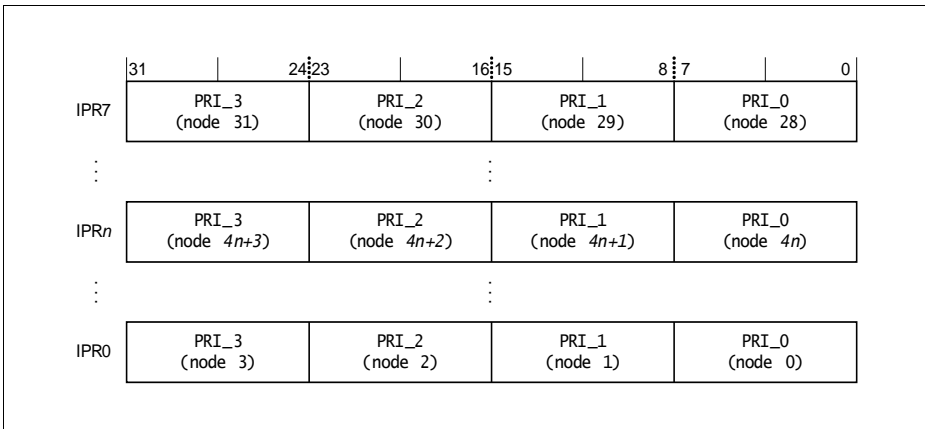 31 24 23 16 15 8 7 0
IPR7 PRI_3 PRI_2 PRI_1 PRI_0
(node 31) (node 30) (node 29) (node 28)
IPRn PRI_3 PRI_2 PRI_1 PRI_0
(node 4n+3) (node 4n+2) (node 4n+1) (node 4n)
IPR0 PRI_3 PRI_2 PRI_1 PRI_0
(node 3) (node 2) (node 1) (node 0)